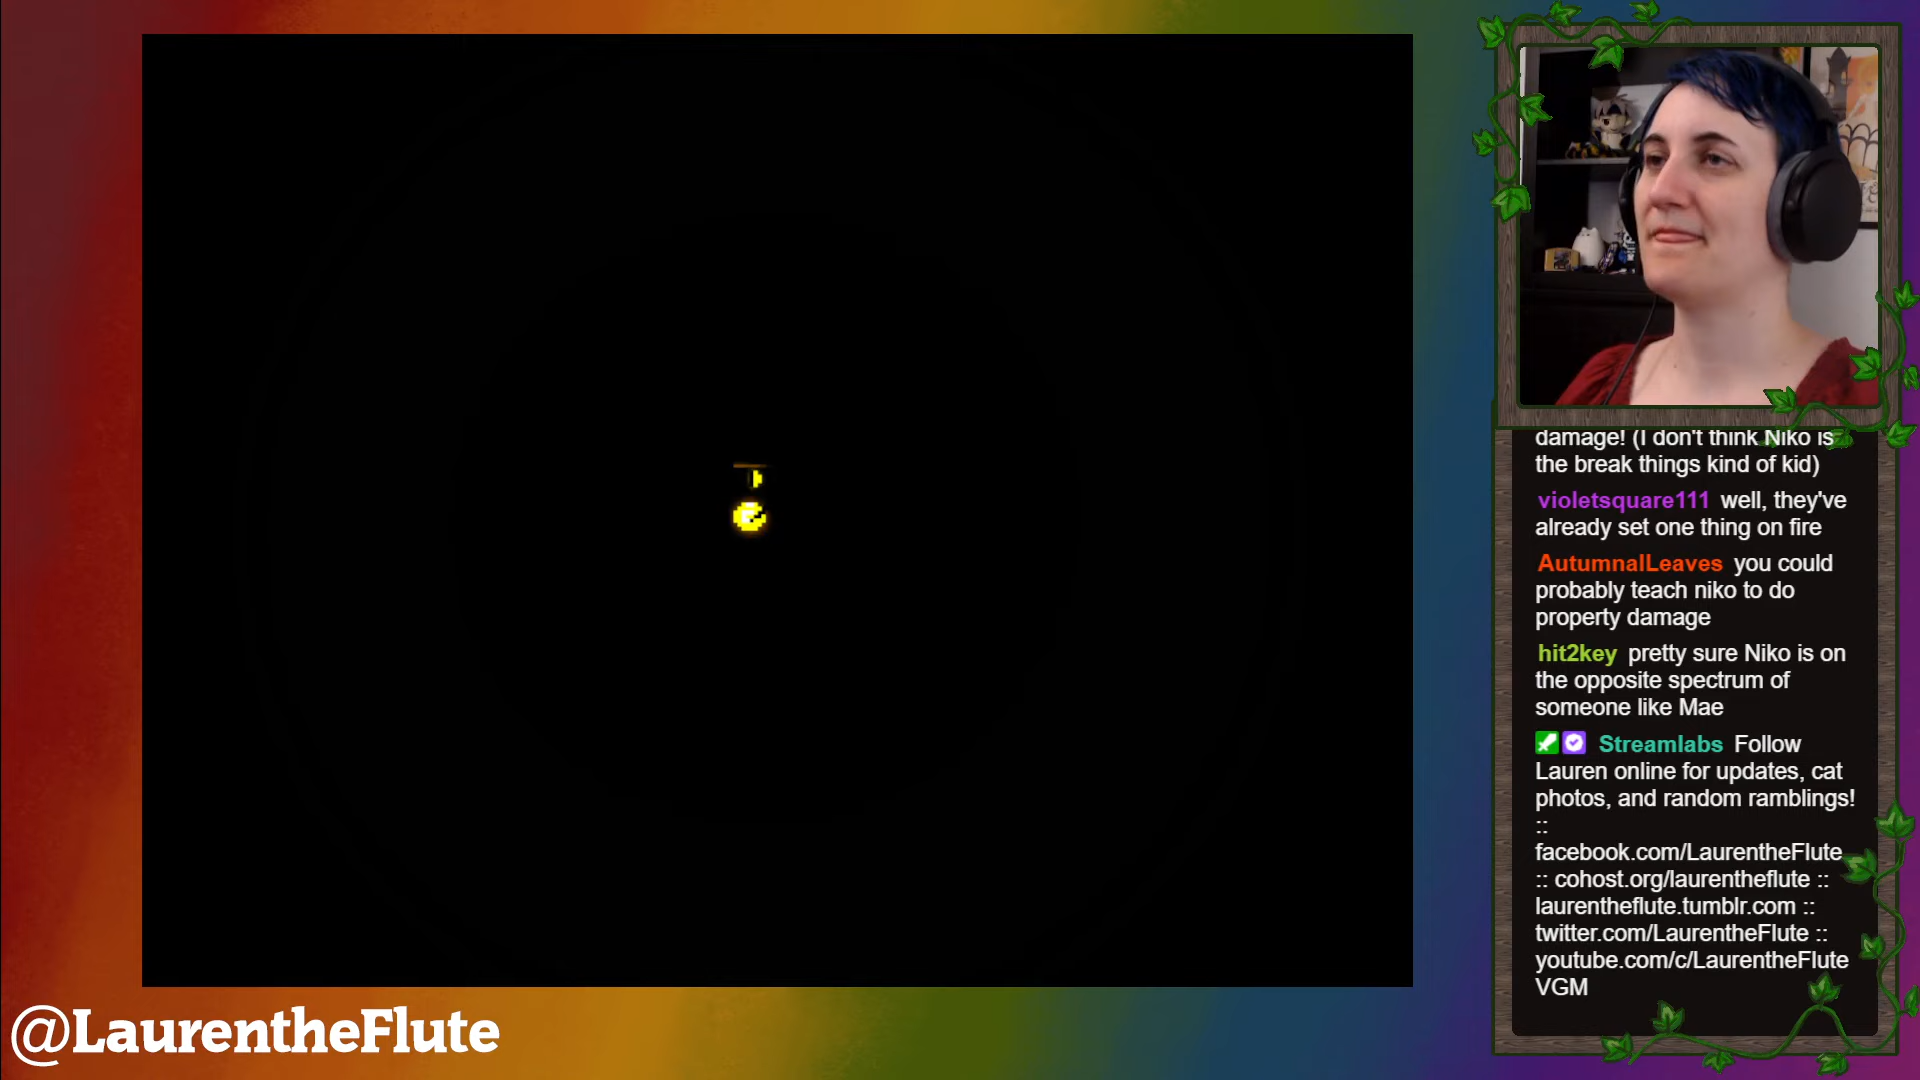 damage! (I don't think Niko is
the break things kind of kid)
violetsquare111 well, they've
already set one thing on fire
AutumnalLeaves you could
probably teach niko to do
property damage
hit2key pretty sure Niko is on
the opposite spectrum of
someone like Mae
Streamlabs Follow
Lauren online for updates, cat
photos, and random ramblings!
::
facebook.com/LaurentheFlute
:: cohost.org/laurentheflute ::
laurentheflute.tumblr.com ::
twitter.com/LaurentheFlute ::
youtube.com/c/LaurentheFlute
VGM
@LaurentheFlute